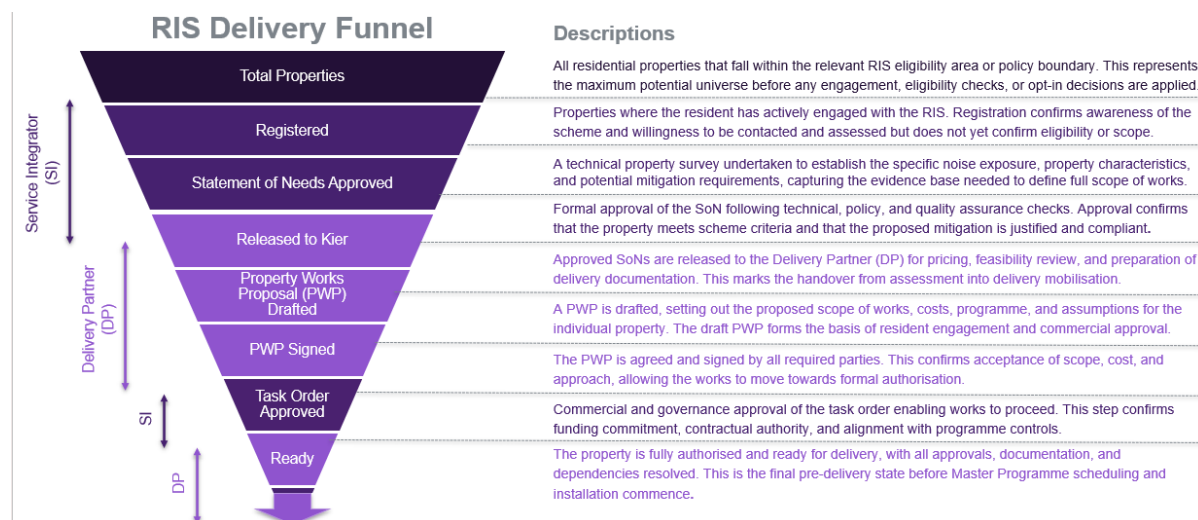 RIS Delivery Funnel
Descriptions
Total Properties
All residential properties that fall within the relevant RIS eligibility area or policy boundary. This represents
the maximum potential universe before any engagement, eligibility checks, or opt-in decisions are applied.
Service Integrator
(SI)
Registered
Properties where the resident has actively engaged with the RIS. Registration confirms awareness of the
scheme and willingness to be contacted and assessed but does not yet confirm eligibility or scope.
Statement of Needs Approved
A technical property survey undertaken to establish the specific noise exposure, property characteristics,
and potential mitigation requirements, capturing the evidence base needed to define full scope of works.
Released to Kier
Formal approval of the SoN following technical, policy, and quality assurance checks. Approval confirms
that the property meets scheme criteria and that the proposed mitigation is justified and compliant.
Delivery Partner
(DP)
Property Works
Proposal (PWP)
Drafted
Approved SoNs are released to the Delivery Partner (DP) for pricing, feasibility review, and preparation of
delivery documentation. This marks the handover from assessment into delivery mobilisation.
A PWP is drafted, setting out the proposed scope of works, costs, programme, and assumptions for the
individual property. The draft PWP forms the basis of resident engagement and commercial approval.
PWP Signed
The PWP is agreed and signed by all required parties. This confirms acceptance of scope, cost, and
approach, allowing the works to move towards formal authorisation.
SI
Task Order
Approved
Commercial and governance approval of the task order enabling works to proceed. This step confirms
funding commitment, contractual authority, and alignment with programme controls.
DP
Ready
The property is fully authorised and ready for delivery, with all approvals, documentation, and
dependencies resolved. This is the final pre-delivery state before Master Programme scheduling and
installation commence.